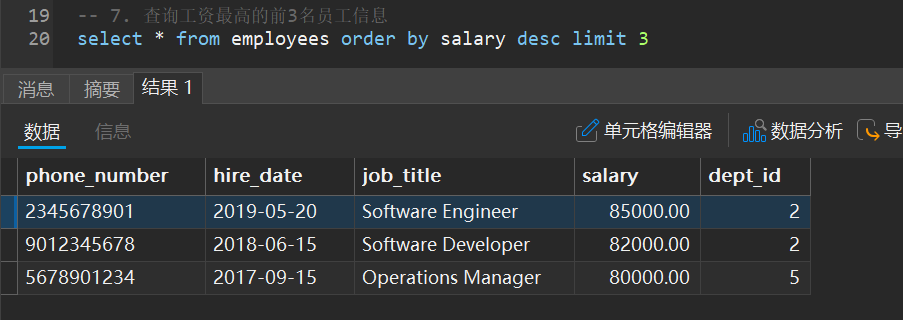 19 -- 7. 查询工资最高的前3名员工信息
20 select * from employees order by salary desc limit 3
消息 摘要 结果 1
数据 信息 单元格编辑器 数据分析 导
phone_number hire_date job_title salary dept_id
2345678901 2019-05-20 Software Engineer 85000.00 2
9012345678 2018-06-15 Software Developer 82000.00 2
5678901234 2017-09-15 Operations Manager 80000.00 5